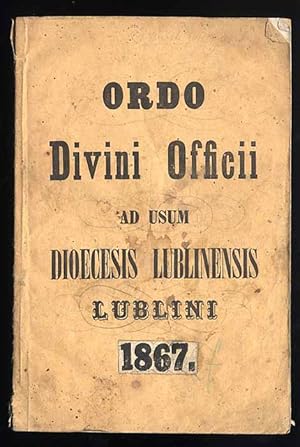 ORDO
Divini Officii
AD USUM
DIOECESIS LUBLINENSIS
LUBLINI
1867.